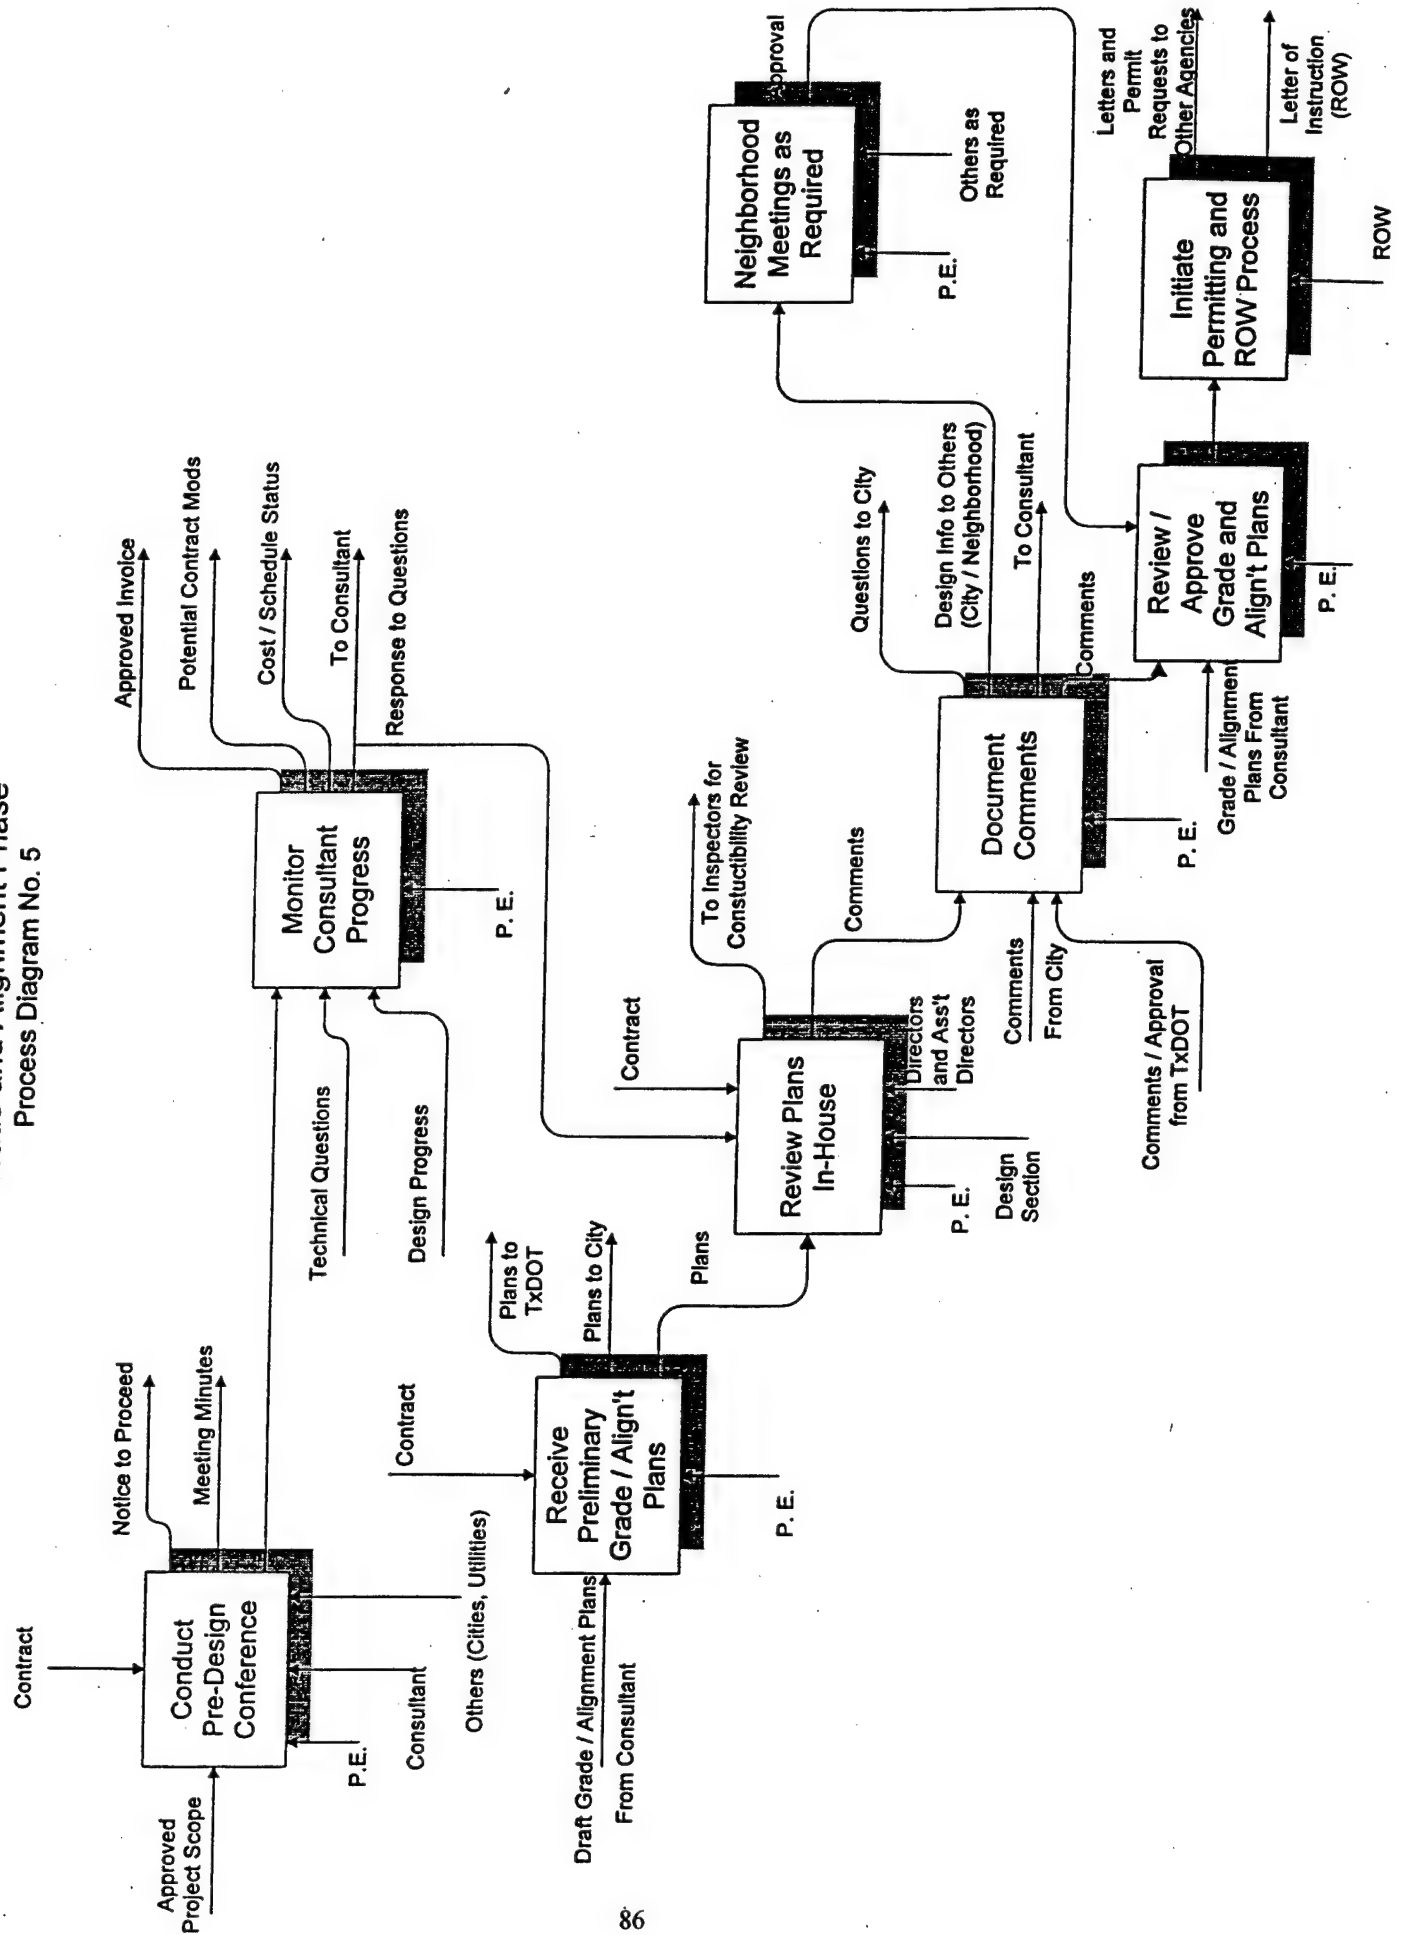 Process Diagram No. 5
Contract
Conduct
Pre-Design
Conference
Approved
Project Scope
P.E.
Consultant
Others (Cities, Utilities)
Notice to Proceed
Meeting Minutes
Monitor
Consultant
Progress
Technical Questions
Design Progress
P. E.
Approved Invoice
Potential Contract Mods
Cost / Schedule Status
To Consultant
Response to Questions
Contract
Receive
Preliminary
Grade / Align't
Plans
Draft Grade / Alignment Plans
From Consultant
P. E.
Plans to
TxDOT
Plans to City
Plans
Contract
Review Plans
In-House
P. E.
Design
Section
Directors
and Ass't
Directors
To Inspectors for
Constuctibility Review
Comments
Document
Comments
Comments
From City
Comments / Approval
from TxDOT
P. E.
Questions to City
Design Info to Others
(City / Neighborhood)
To Consultant
Comments
Neighborhood
Meetings as
Required
P.E.
Others as
Required
Approval
Review /
Approve
Grade and
Align't Plans
Grade / Alignment
Plans From
Consultant
P. E.
Initiate
Permitting and
ROW Process
ROW
Letters and
Permit
Requests to
Other Agencies
Letter of
Instruction
(ROW)
86